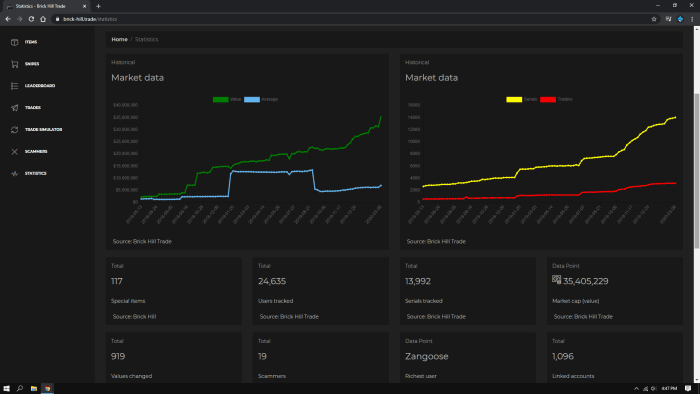 Statistics - Brick Hill Trade
brick-hill.trade/statistics
ITEMS
SNIPES
LEADERBOARD
TRADES
TRADE SIMULATOR
SCAMMERS
STATISTICS
Home / Statistics
Historical
Market data
Value Average
$40,000,000
$35,000,000
$30,000,000
$25,000,000
$20,000,000
$15,000,000
$10,000,000
$5,000,000
$0
Source: Brick Hill Trade
Historical
Market data
Serials Traders
16000
14000
12000
10000
8000
6000
4000
2000
0
Source: Brick Hill Trade
Total
117
Special items
Source: Brick Hill
Total
24,635
Users tracked
Source: Brick Hill Trade
Total
13,992
Serials tracked
Source: Brick Hill Trade
Data Point
35,405,229
Market cap (value)
Source: Brick Hill Trade
Total
919
Values changed
Total
19
Scammers
Data Point
Zangoose
Richest user
Total
1,096
Linked accounts
4:47 PM